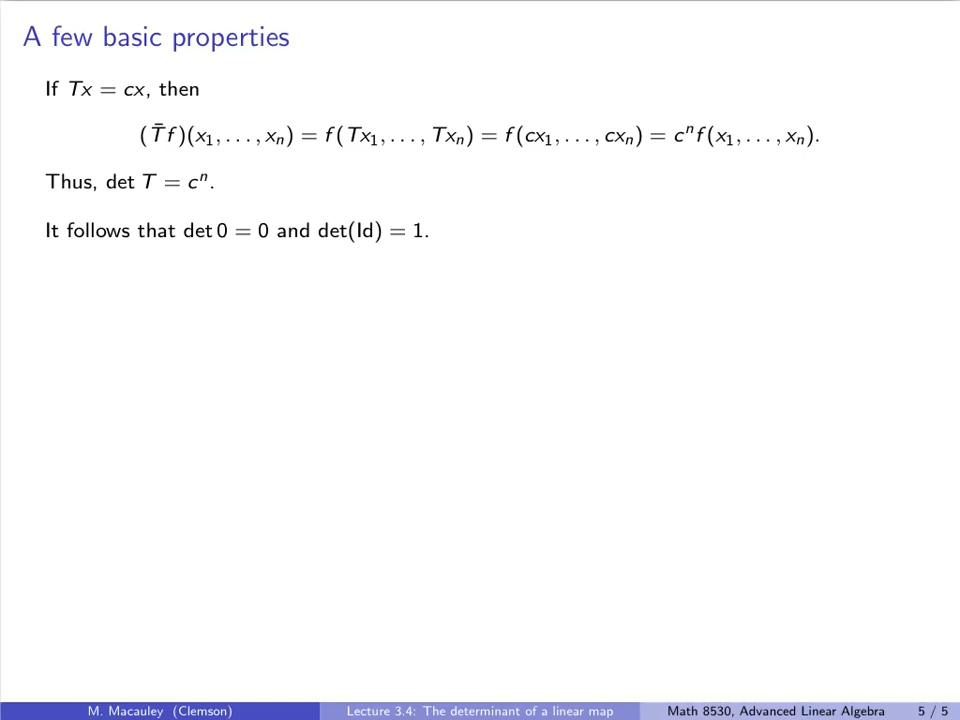 A few basic properties
If Tx = cx, then
(T̄f)(x₁, . . . , xₙ) = f(Tx₁, . . . , Txₙ) = f(cx₁, . . . , cxₙ) = cⁿf(x₁, . . . , xₙ).
Thus, det T = cⁿ.
It follows that det 0 = 0 and det(Id) = 1.
M. Macauley (Clemson) Lecture 3.4: The determinant of a linear map Math 8530, Advanced Linear Algebra 5 / 5